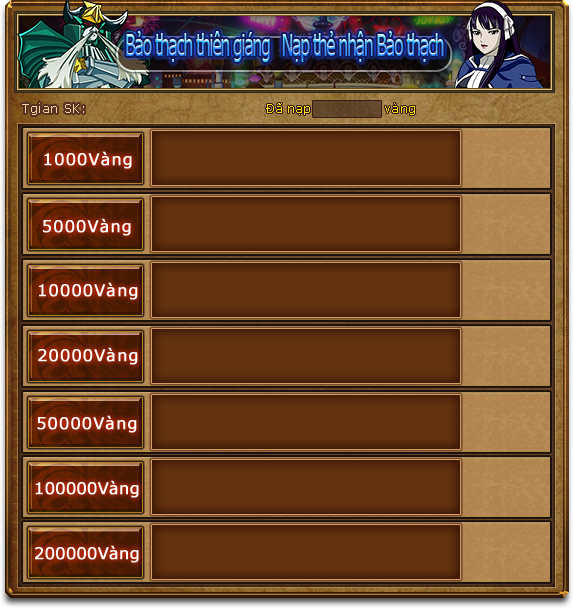 Bảo thạch thiên giáng Nạp thẻ nhận Bảo thạch
Tgian SK: Đã nạp vàng
1000Vàng
5000Vàng
10000Vàng
20000Vàng
50000Vàng
100000Vàng
200000Vàng